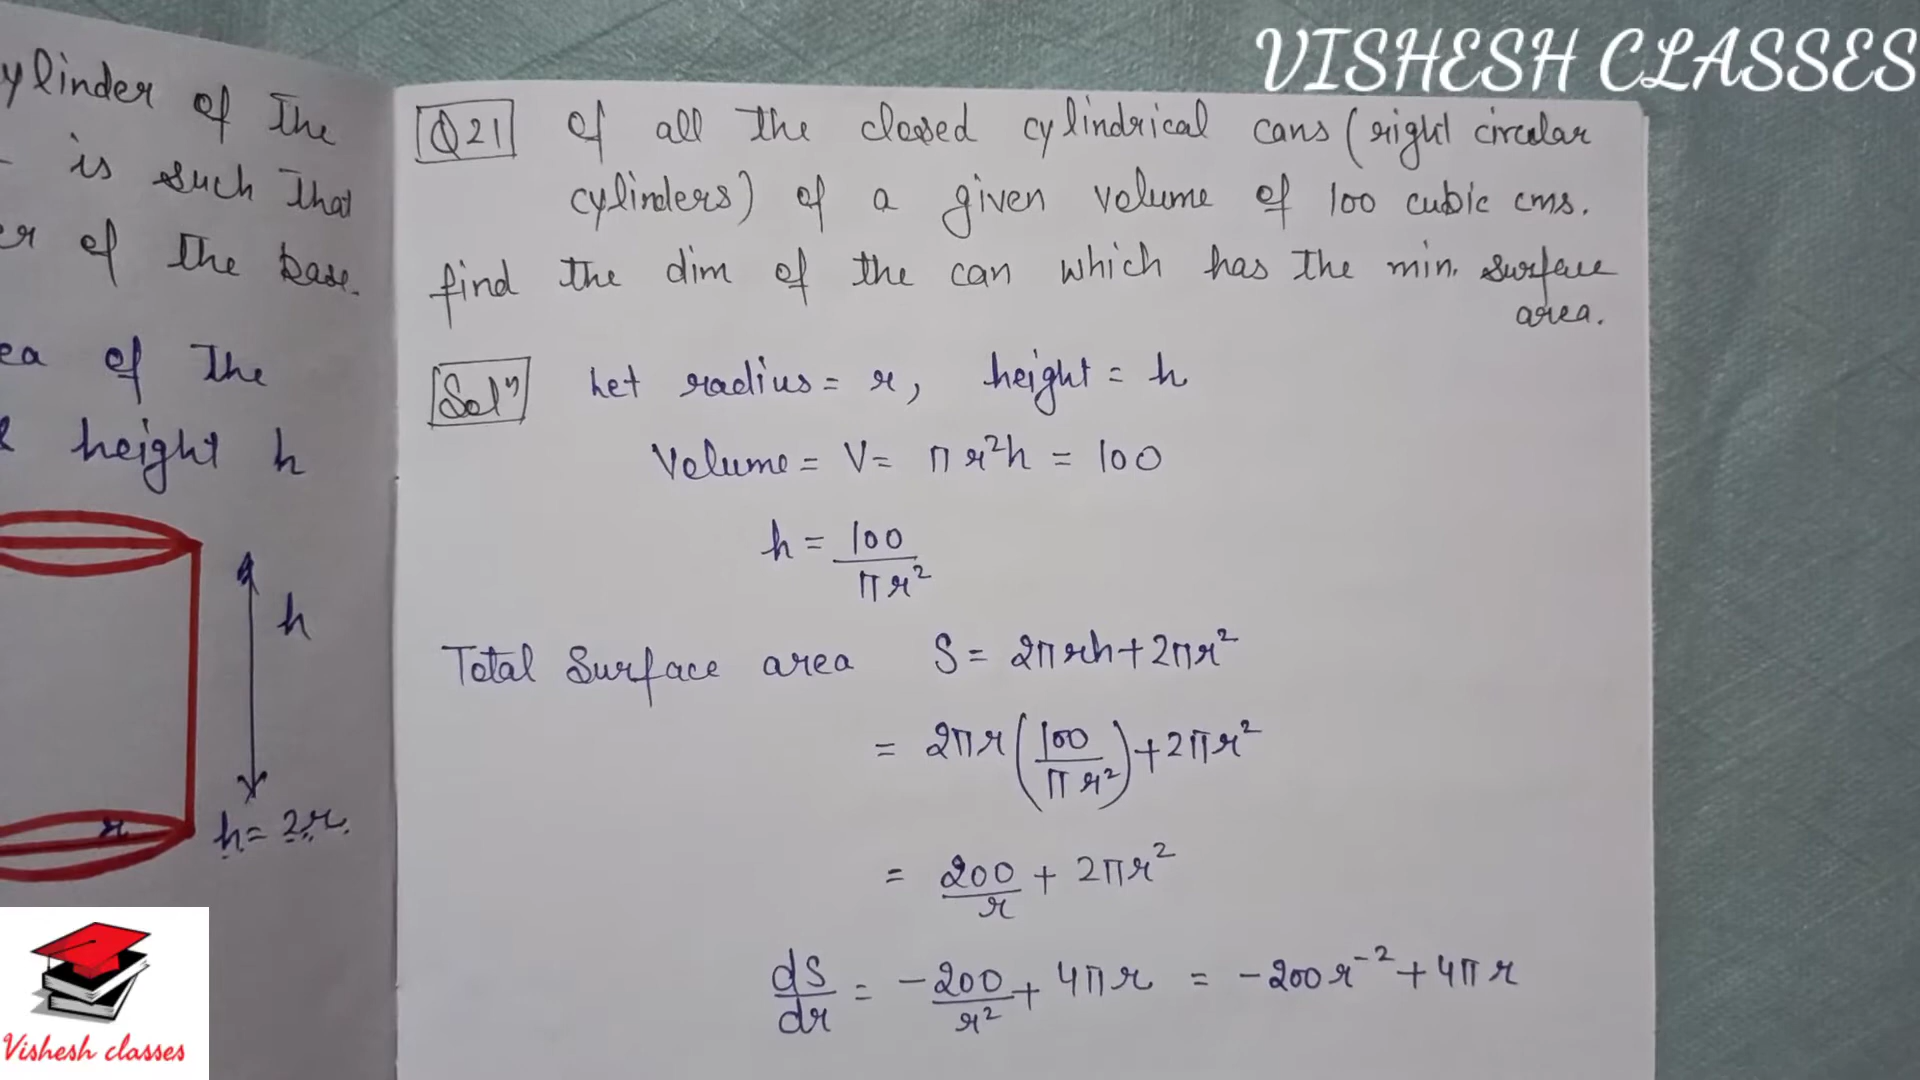 VISHESH CLASSES
ylinder of the
is such that
er of the base.
ea of the
& height h
h
r
h = 2r.
Q21 Of all the closed cylindrical cans (right circular
cylinders) of a given volume of 100 cubic cms.
find the dim of the can which has the min. surface
area.
Solⁿ Let radius = r, height = h
Volume = V = πr²h = 100
h = 100/πr²
Total Surface area S = 2πrh + 2πr²
= 2πr(100/πr²) + 2πr²
= 200/r + 2πr²
dS/dr = -200/r² + 4πr = -200r⁻² + 4πr
Vishesh classes